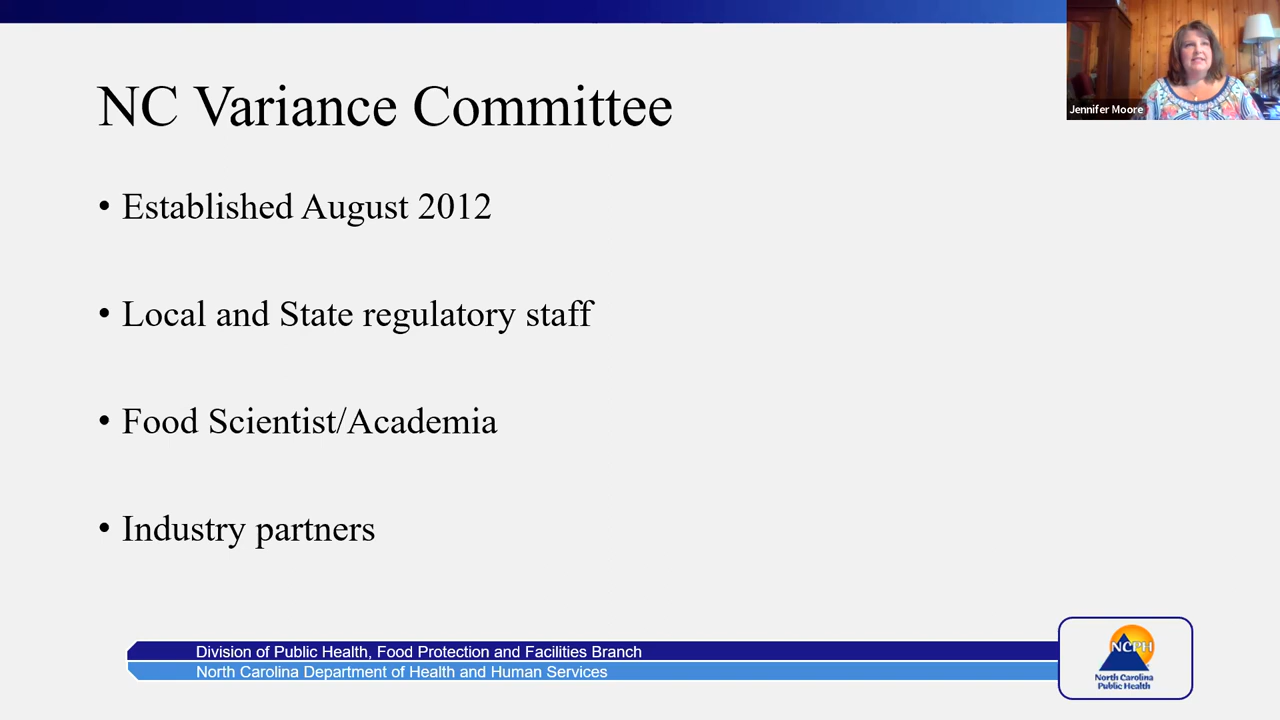 NC Variance Committee
Jennifer Moore
• Established August 2012
• Local and State regulatory staff
• Food Scientist/Academia
• Industry partners
Division of Public Health, Food Protection and Facilities Branch
North Carolina Department of Health and Human Services
NCPH
North Carolina
Public Health